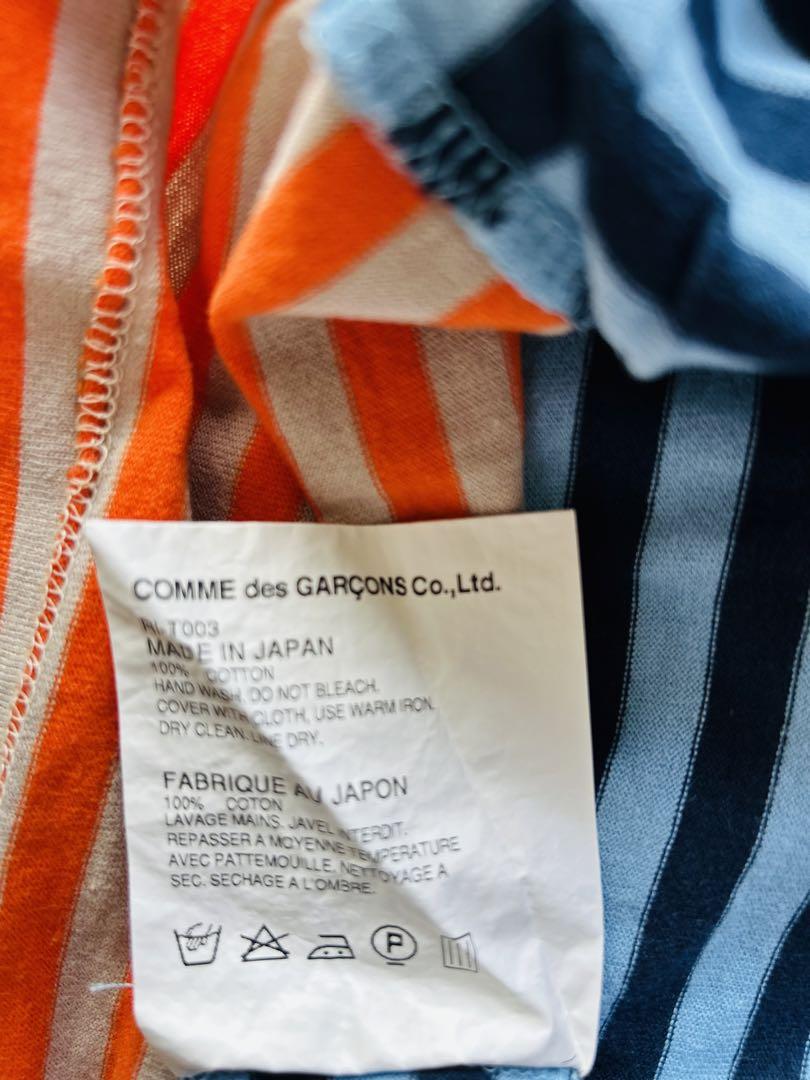 COMME des GARÇONS Co.,Ltd.
RI-T003
MADE IN JAPAN
100% COTTON
HAND WASH, DO NOT BLEACH.
COVER WITH CLOTH, USE WARM IRON.
DRY CLEAN. LINE DRY.
FABRIQUE AU JAPON
100% COTON
LAVAGE MAINS. JAVEL INTERDIT.
REPASSER A MOYENNE TEMPERATURE
AVEC PATTEMOUILLE, NETTOYAGE A
SEC. SECHAGE A L'OMBRE.
P